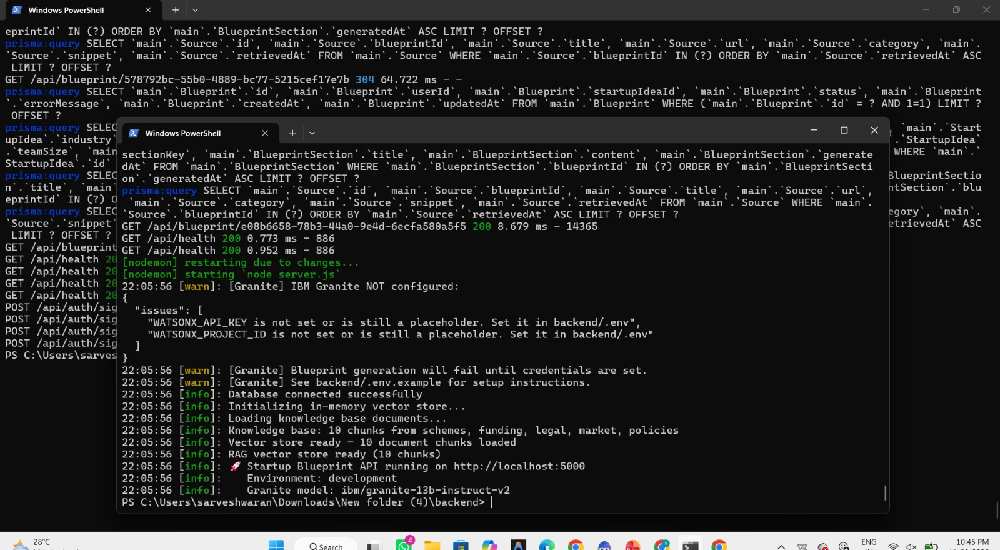 Windows PowerShell
eprintId` IN (?) ORDER BY `main`.`BlueprintSection`.`generatedAt` ASC LIMIT ? OFFSET ?
prisma:query SELECT `main`.`Source`.`id`, `main`.`Source`.`blueprintId`, `main`.`Source`.`title`, `main`.`Source`.`url`, `main`.`Source`.`category`, `main`.
`Source`.`snippet`, `main`.`Source`.`retrievedAt` FROM `main`.`Source` WHERE `main`.`Source`.`blueprintId` IN (?) ORDER BY `main`.`Source`.`retrievedAt` ASC
LIMIT ? OFFSET ?
GET /api/blueprint/578792bc-55b0-4889-bc77-5215cef17e7b 304 64.722 ms - -
prisma:query SELECT `main`.`Blueprint`.`id`, `main`.`Blueprint`.`userId`, `main`.`Blueprint`.`startupIdeaId`, `main`.`Blueprint`.`status`, `main`.`Blueprint
`.`errorMessage`, `main`.`Blueprint`.`createdAt`, `main`.`Blueprint`.`updatedAt` FROM `main`.`Blueprint` WHERE (`main`.`Blueprint`.`id` = ? AND 1=1) LIMIT ?
OFFSET ?
prisma:query SELEC , `main`.`Start
upIdea`.`industry` .`StartupIdea`
.`teamSize`, `main WHERE `main`.`
StartupIdea`.`id`
prisma:query SELEC BlueprintSectio
n`.`title`, `main ntSection`.`blu
eprintId` IN (?) O
prisma:query SELEC egory`, `main`.
`Source`.`snippet` etrievedAt` ASC
LIMIT ? OFFSET ?
GET /api/blueprint
GET /api/health 20
GET /api/health 20
GET /api/health 20
GET /api/health 20
POST /api/auth/sig
POST /api/auth/sig
POST /api/auth/sig
POST /api/auth/sig
PS C:\Users\sarves
Windows PowerShell
sectionKey`, `main`.`BlueprintSection`.`title`, `main`.`BlueprintSection`.`content`, `main`.`BlueprintSection`.`generate
dAt` FROM `main`.`BlueprintSection` WHERE `main`.`BlueprintSection`.`blueprintId` IN (?) ORDER BY `main`.`BlueprintSecti
on`.`generatedAt` ASC LIMIT ? OFFSET ?
prisma:query SELECT `main`.`Source`.`id`, `main`.`Source`.`blueprintId`, `main`.`Source`.`title`, `main`.`Source`.`url`,
`main`.`Source`.`category`, `main`.`Source`.`snippet`, `main`.`Source`.`retrievedAt` FROM `main`.`Source` WHERE `main`.
`Source`.`blueprintId` IN (?) ORDER BY `main`.`Source`.`retrievedAt` ASC LIMIT ? OFFSET ?
GET /api/blueprint/e08b6658-78b3-44a0-9e4d-6ecfa580a5f5 200 8.679 ms - 14365
GET /api/health 200 0.773 ms - 886
GET /api/health 200 0.952 ms - 886
[nodemon] restarting due to changes...
[nodemon] starting `node server.js`
22:05:56 [warn]: [Granite] IBM Granite NOT configured:
{
"issues": [
"WATSONX_API_KEY is not set or is still a placeholder. Set it in backend/.env",
"WATSONX_PROJECT_ID is not set or is still a placeholder. Set it in backend/.env"
]
}
22:05:56 [warn]: [Granite] Blueprint generation will fail until credentials are set.
22:05:56 [warn]: [Granite] See backend/.env.example for setup instructions.
22:05:56 [info]: Database connected successfully
22:05:56 [info]: Initializing in-memory vector store...
22:05:56 [info]: Loading knowledge base documents...
22:05:56 [info]: Knowledge base: 10 chunks from schemes, funding, legal, market, policies
22:05:56 [info]: Vector store ready — 10 document chunks loaded
22:05:56 [info]: RAG vector store ready (10 chunks)
22:05:56 [info]: 🚀 Startup Blueprint API running on http://localhost:5000
22:05:56 [info]: Environment: development
22:05:56 [info]: Granite model: ibm/granite-13b-instruct-v2
PS C:\Users\sarveshwaran\Downloads\New folder (4)\backend>
28°C
Search
4
ENG
10:45 PM